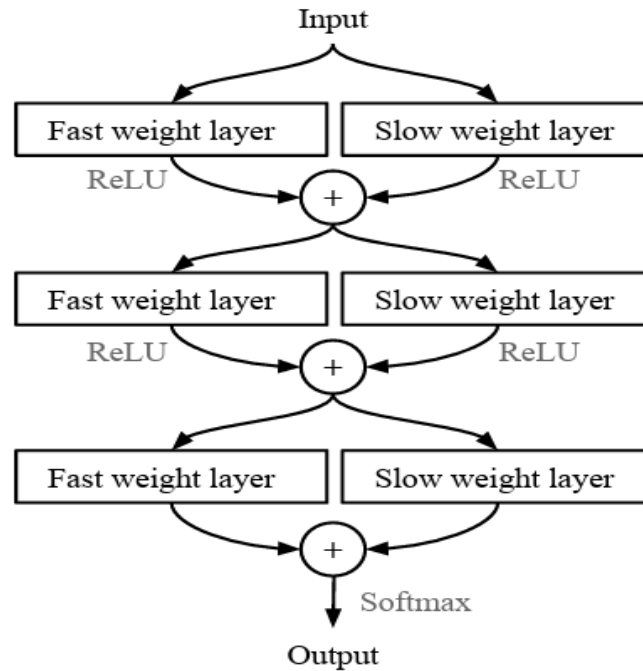 Input
Fast weight layer
Slow weight layer
ReLU
ReLU
+
Fast weight layer
Slow weight layer
ReLU
ReLU
+
Fast weight layer
Slow weight layer
+
Softmax
Output